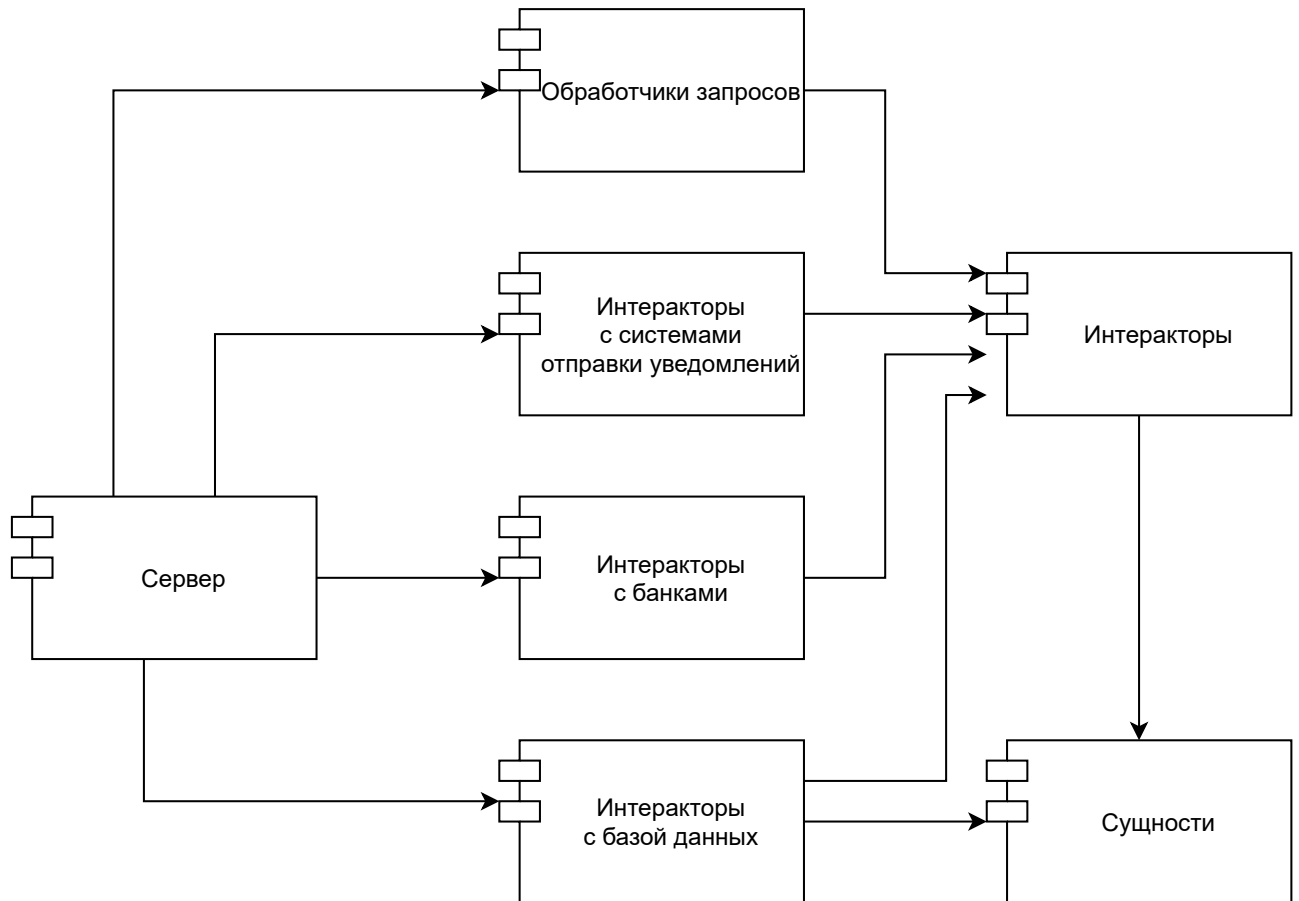 Обработчики запросов
Интеракторы
с системами
отправки уведомлений
Интеракторы
Сервер
Интеракторы
с банками
Интеракторы
с базой данных
Сущности